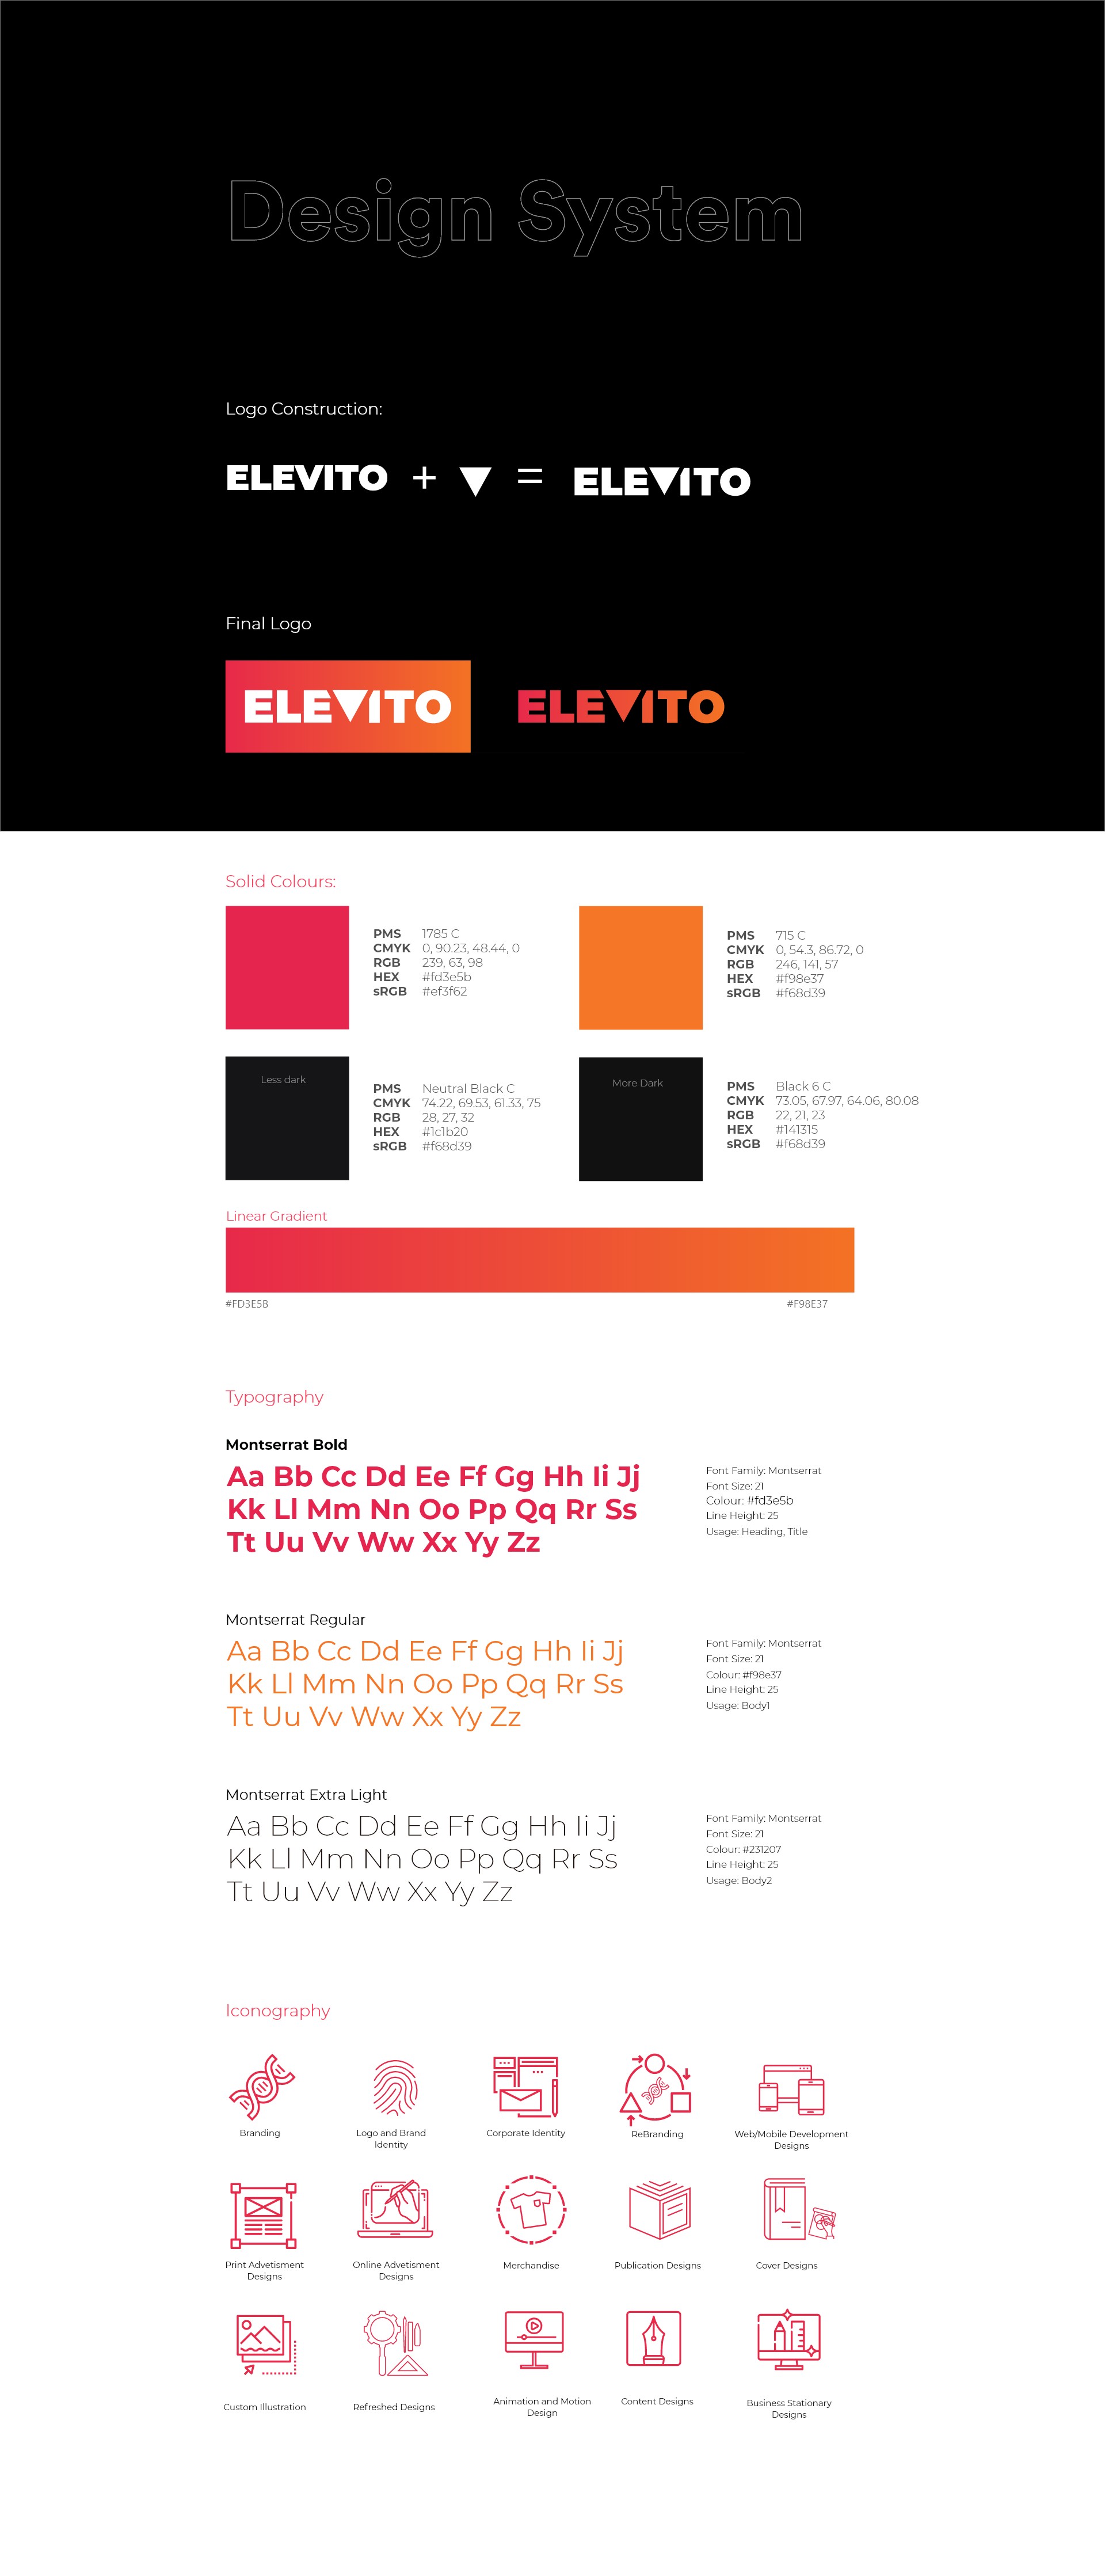 Design System
Logo Construction:
ELEVITO + ▼ = ELEVITO
Final Logo
ELEVITO
ELEVITO
Solid Colours:
PMS 1785 C
CMYK 0, 90.23, 48.44, 0
RGB 239, 63, 98
HEX #fd3e5b
sRGB #ef3f62
PMS 715 C
CMYK 0, 54.3, 86.72, 0
RGB 246, 141, 57
HEX #f98e37
sRGB #f68d39
Less dark
PMS Neutral Black C
CMYK 74.22, 69.53, 61.33, 75
RGB 28, 27, 32
HEX #1c1b20
sRGB #f68d39
More Dark
PMS Black 6 C
CMYK 73.05, 67.97, 64.06, 80.08
RGB 22, 21, 23
HEX #141315
sRGB #f68d39
Linear Gradient
#FD3E5B
#F98E37
Typography
Montserrat Bold
Aa Bb Cc Dd Ee Ff Gg Hh Ii Jj
Kk Ll Mm Nn Oo Pp Qq Rr Ss
Tt Uu Vv Ww Xx Yy Zz
Font Family: Montserrat
Font Size: 21
Colour: #fd3e5b
Line Height: 25
Usage: Heading, Title
Montserrat Regular
Aa Bb Cc Dd Ee Ff Gg Hh Ii Jj
Kk Ll Mm Nn Oo Pp Qq Rr Ss
Tt Uu Vv Ww Xx Yy Zz
Font Family: Montserrat
Font Size: 21
Colour: #f98e37
Line Height: 25
Usage: Body1
Montserrat Extra Light
Aa Bb Cc Dd Ee Ff Gg Hh Ii Jj
Kk Ll Mm Nn Oo Pp Qq Rr Ss
Tt Uu Vv Ww Xx Yy Zz
Font Family: Montserrat
Font Size: 21
Colour: #231207
Line Height: 25
Usage: Body2
Iconography
Branding
Logo and Brand
Identity
Corporate Identity
ReBranding
Web/Mobile Development
Designs
Print Advetisment
Designs
Online Advetisment
Designs
Merchandise
Publication Designs
Cover Designs
Custom Illustration
Refreshed Designs
Animation and Motion
Design
Content Designs
Business Stationary
Designs